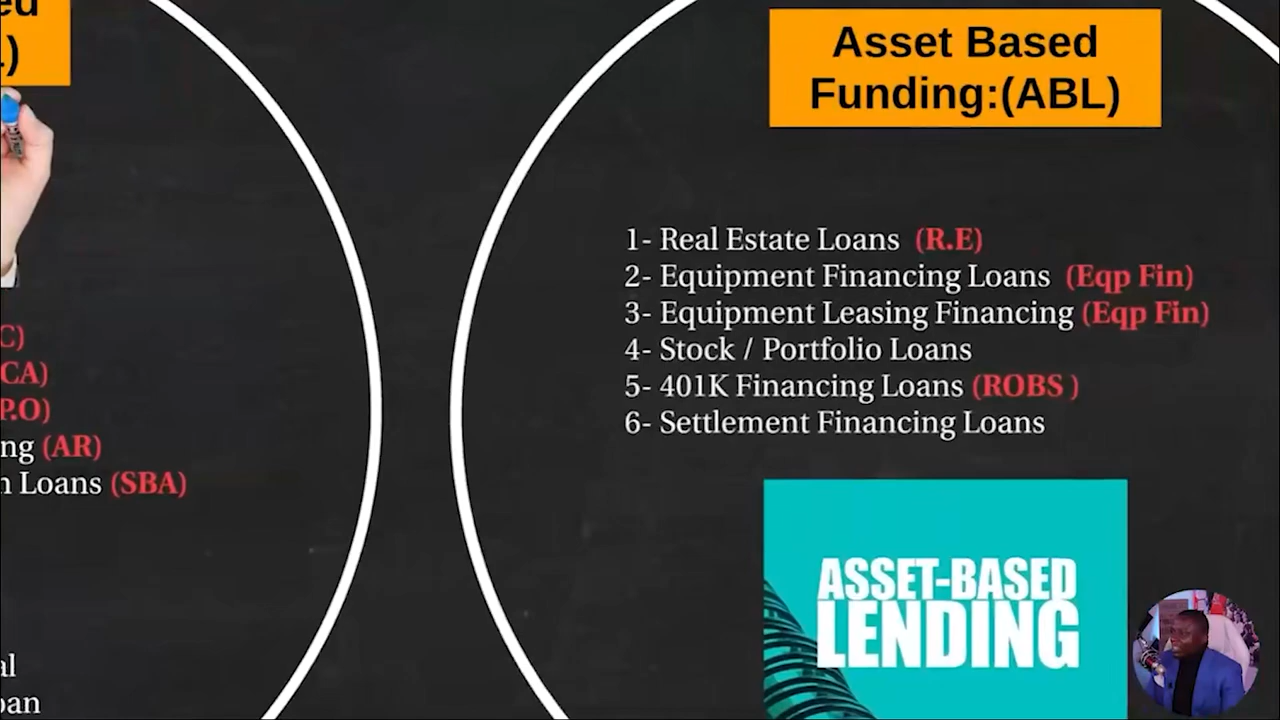 ed
)
C)
CA)
P.O)
ng (AR)
n Loans (SBA)
al
oan
Asset Based
Funding:(ABL)
1- Real Estate Loans (R.E)
2- Equipment Financing Loans (Eqp Fin)
3- Equipment Leasing Financing (Eqp Fin)
4- Stock / Portfolio Loans
5- 401K Financing Loans (ROBS )
6- Settlement Financing Loans
ASSET-BASED
LENDING